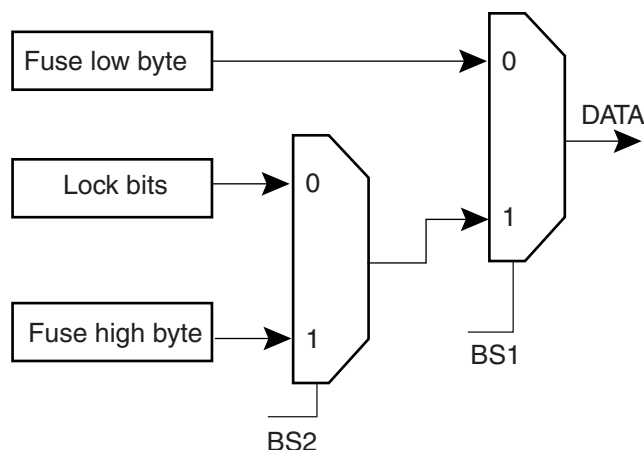 Fuse low byte
0
DATA
Lock bits
0
1
Fuse high byte
1
BS1
BS2